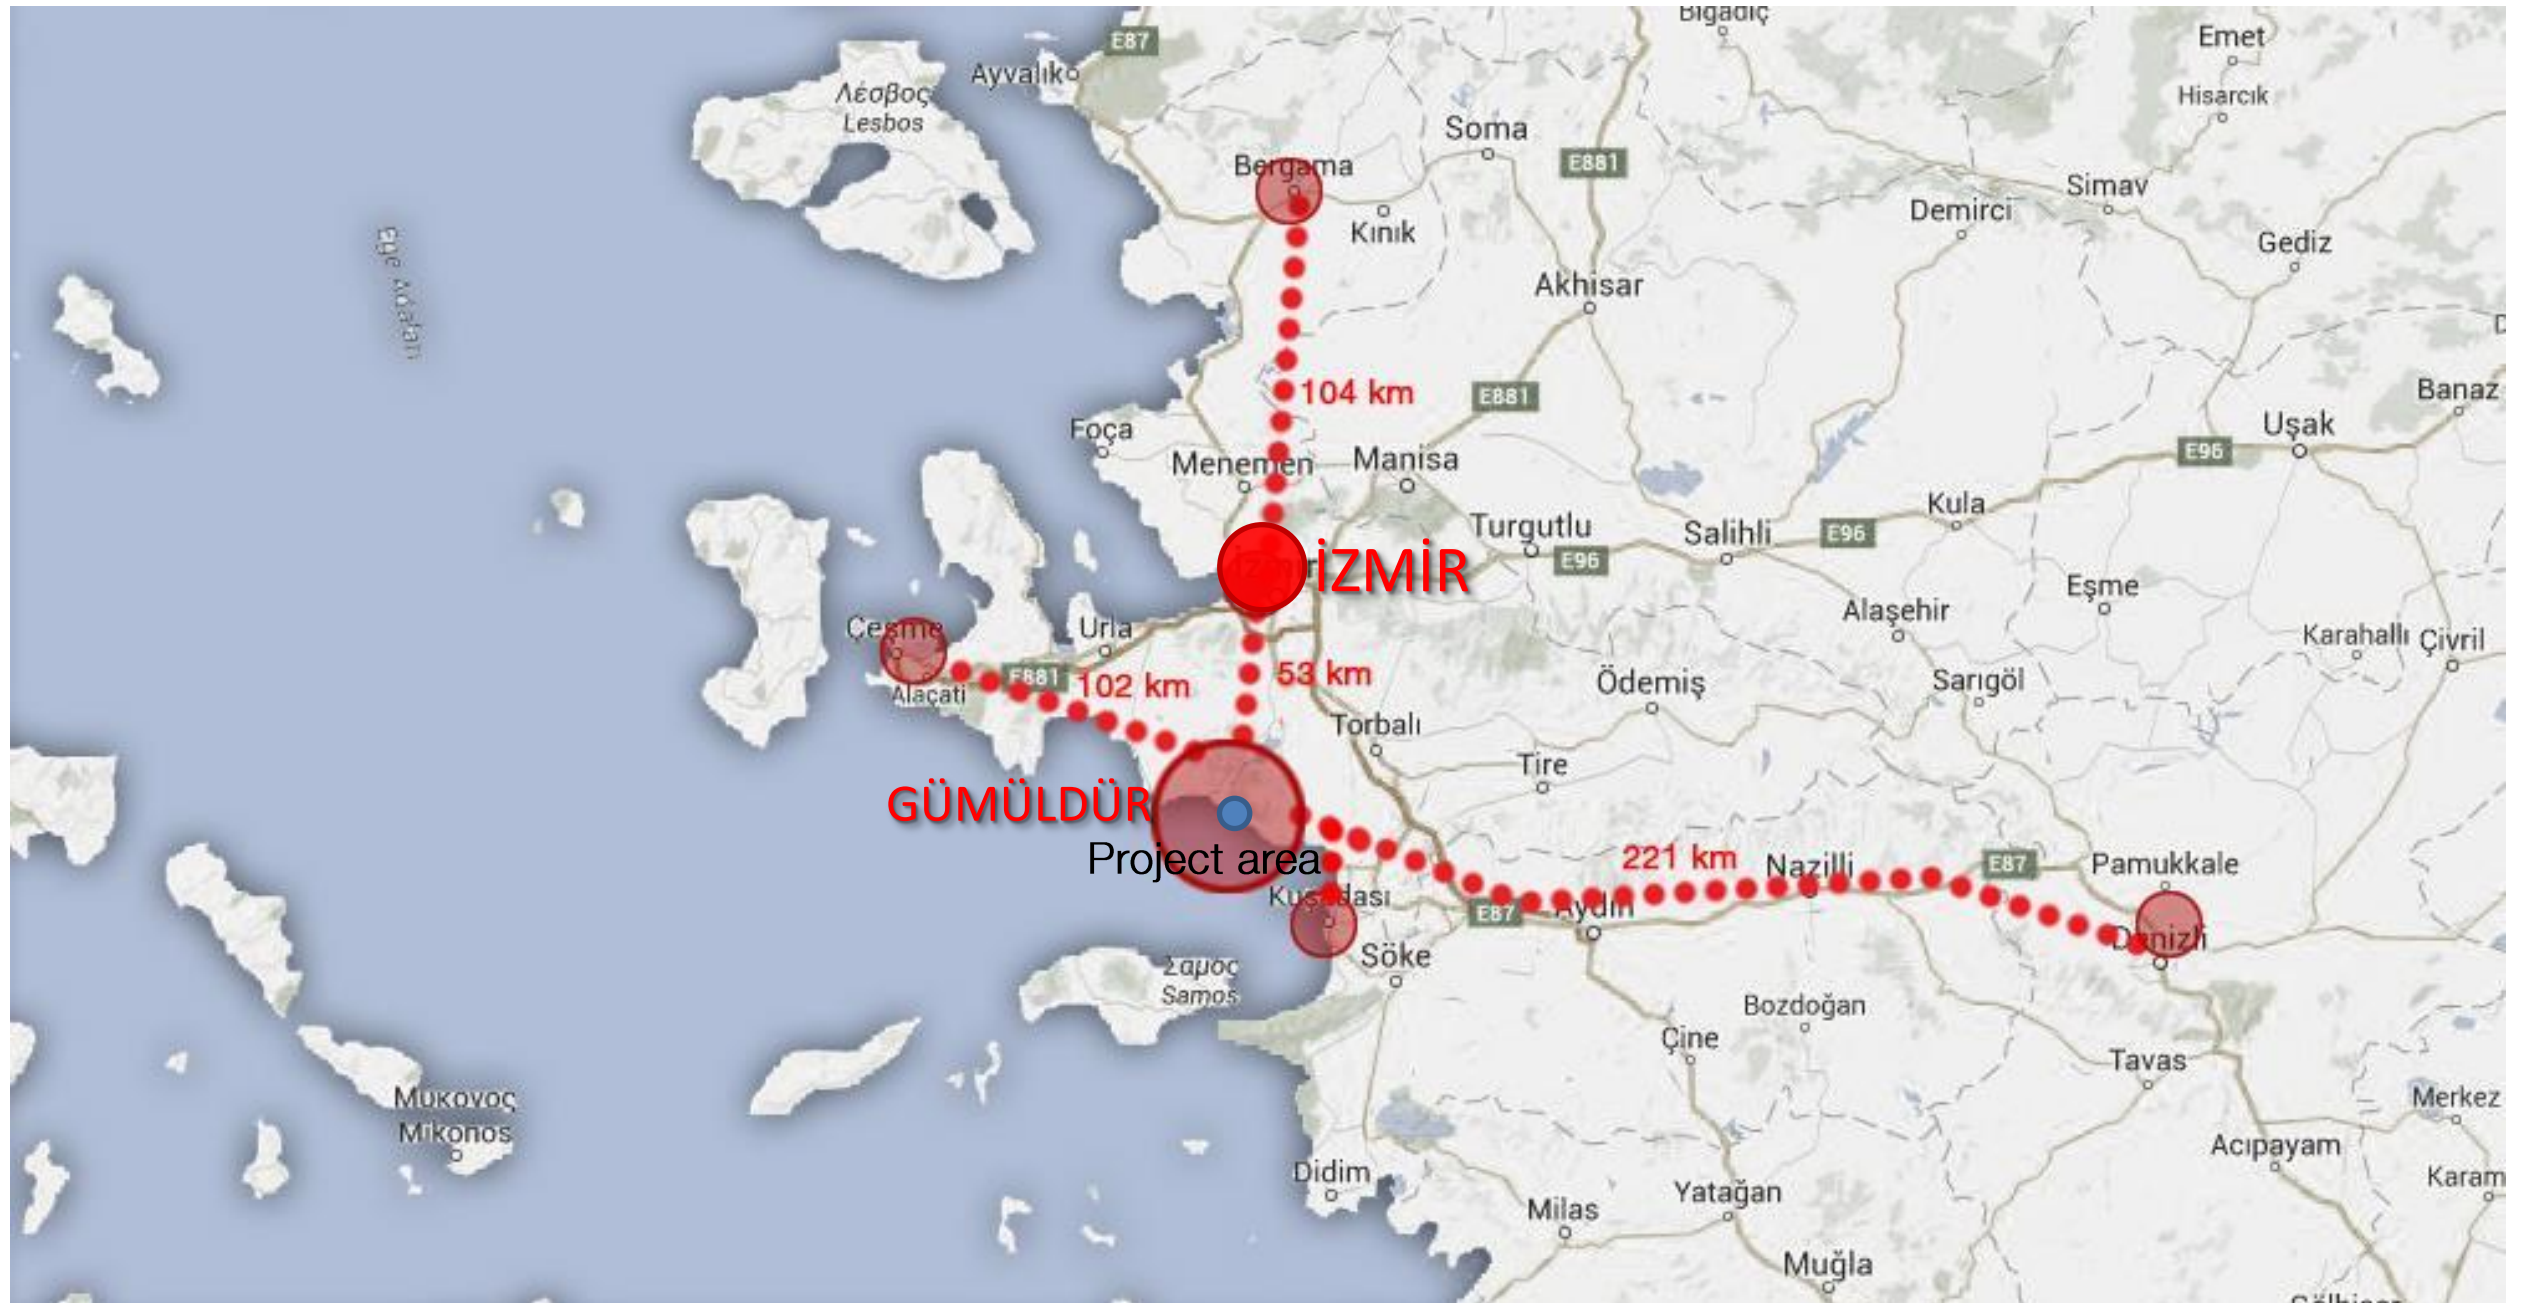 Bigadiç
Emet
E87
Ayvalık
Hisarcık
Λέσβος
Lesbos
Soma
E881
Bergama
Simav
Demirci
Kınık
Gediz
Akhisar
104 km
E881
Banaz
Foça
Uşak
E96
Menemen
Manisa
Kula
Turgutlu
Salihli
E96
E96
İZMİR
Eşme
Alaşehir
Çeşme
Urla
Karahallı
Çivril
E881
102 km
53 km
Alaçatı
Ödemiş
Sarıgöl
Torbalı
Tire
GÜMÜLDÜR
Project area
221 km
Nazilli
E87
Pamukkale
Kuşadası
E87
Aydın
Denizli
Söke
Σαμος
Samos
Bozdoğan
Çine
Tavas
Μύκονος
Mikonos
Merkez
Acıpayam
Didim
Karam
Yatağan
Milas
Muğla